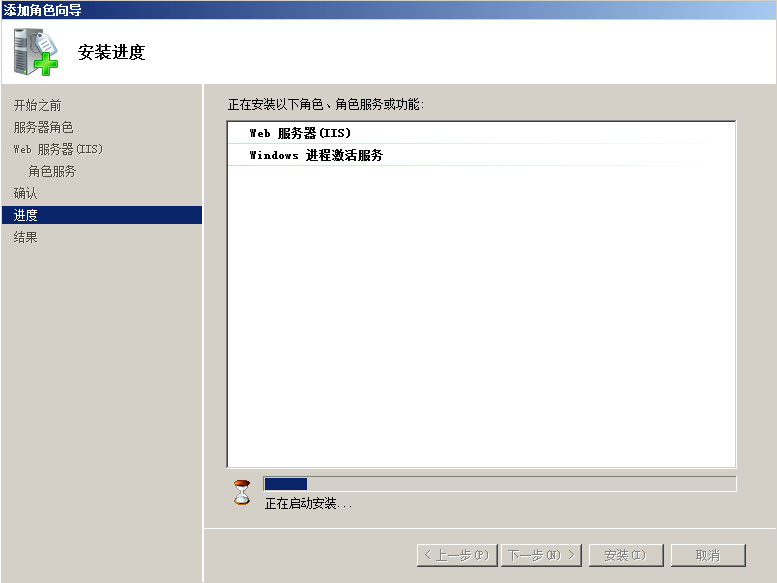 添加角色向导
安装进度
开始之前
服务器角色
Web 服务器(IIS)
角色服务
确认
进度
结果
正在安装以下角色、角色服务或功能:
Web 服务器(IIS)
Windows 进程激活服务
正在启动安装...
< 上一步(P)
下一步(N) >
安装(I)
取消